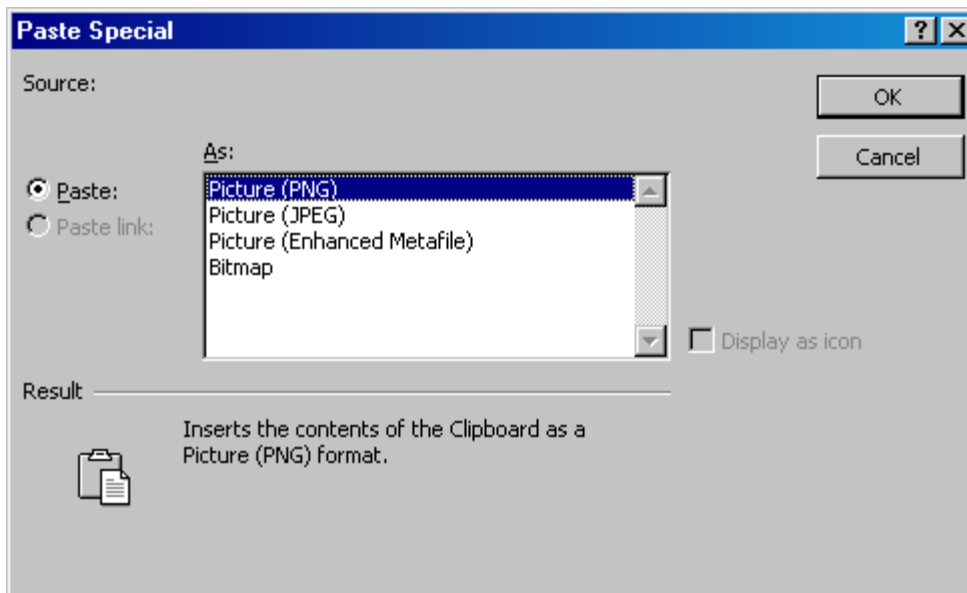 Paste Special
Source:
OK
As:
Cancel
Paste:
Picture (PNG)
Paste link:
Picture (JPEG)
Picture (Enhanced Metafile)
Bitmap
Display as icon
Result
Inserts the contents of the Clipboard as a
Picture (PNG) format.